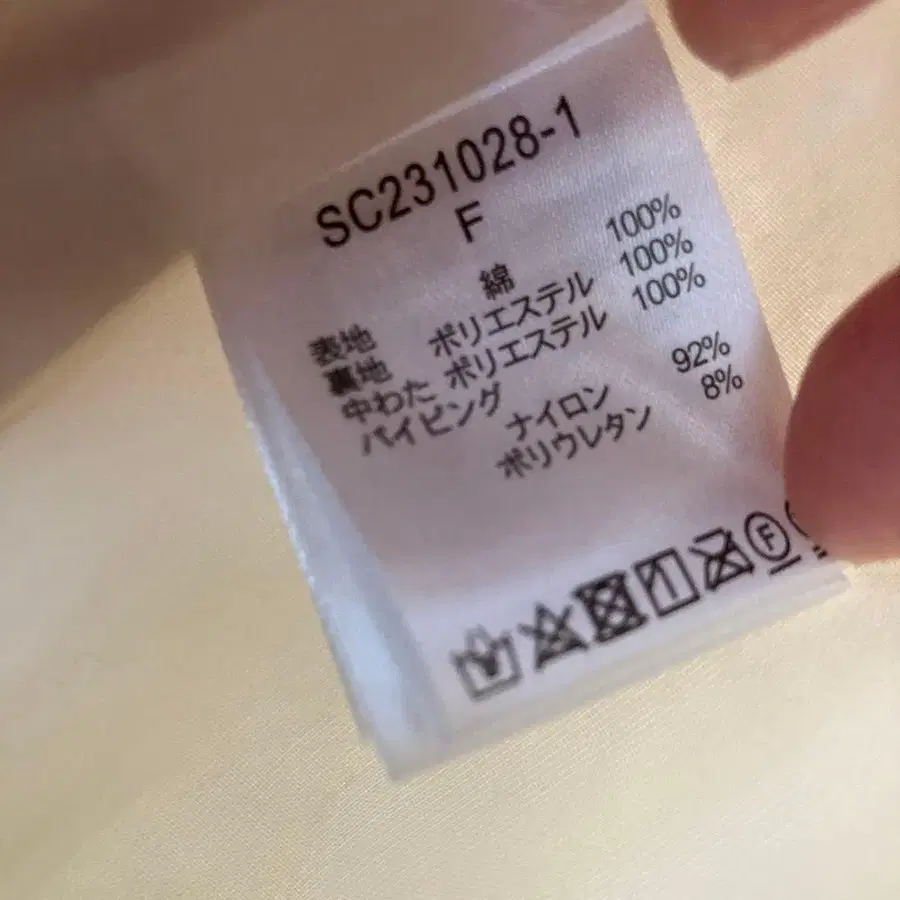 SC231028-1
F
表地 綿 100%
裏地 ポリエステル 100%
中わた ポリエステル 100%
パイピング
ナイロン 92%
ポリウレタン 8%
F